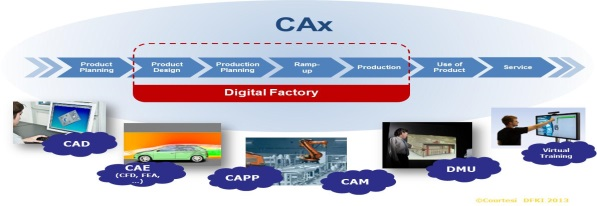 CAx
Product
Planning
Product
Design
Production
Planning
Ramp-
up
Production
Use of
Product
Service
Digital Factory
CAD
CAE
(CFD, FEA,
...)
CAPP
CAM
DMU
Virtual
Training
©Courtesi DFKI 2013